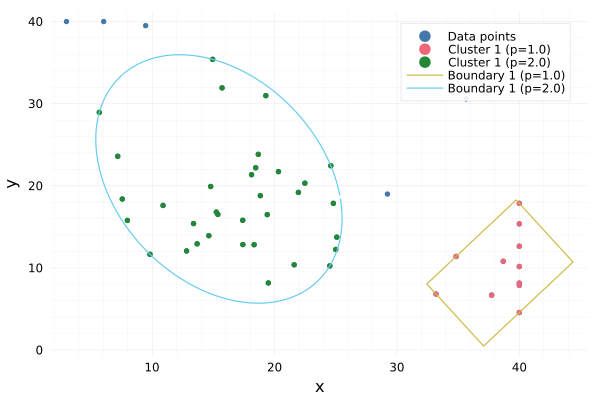 40
30
20
10
0
y
Data points
Cluster 1 (p=1.0)
Cluster 1 (p=2.0)
Boundary 1 (p=1.0)
Boundary 1 (p=2.0)
10 20 30 40
x